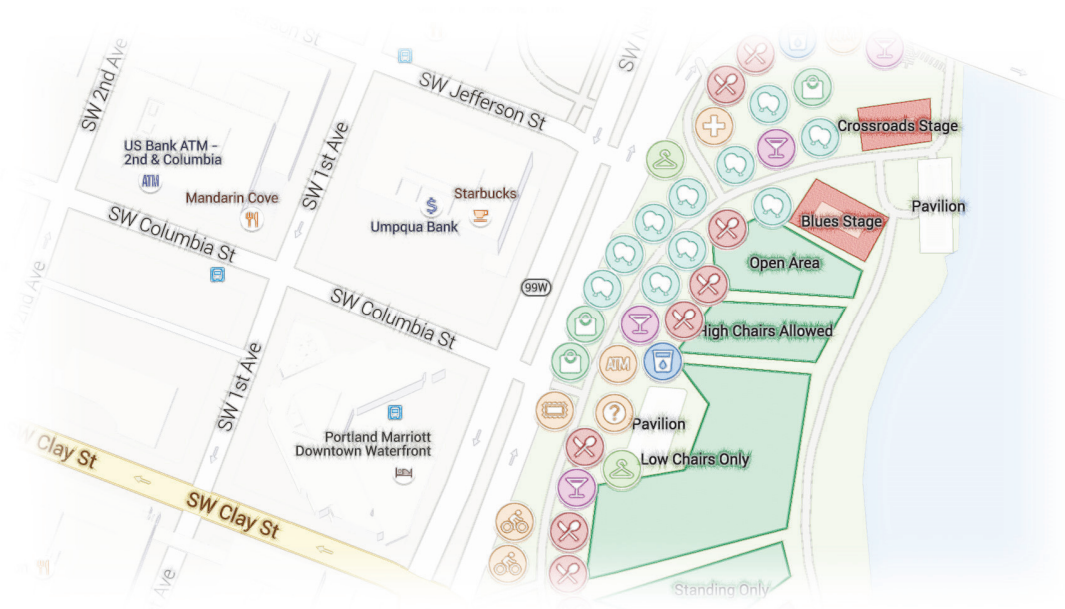 SW 2nd Ave
SW Jefferson St
SW 1st Ave
US Bank ATM -
2nd & Columbia
ATM
Mandarin Cove
Starbucks
$
Umpqua Bank
SW Columbia St
Crossroads Stage
Pavilion
Blues Stage
Open Area
99W
SW Columbia St
High Chairs Allowed
ATM
SW 1st Ave
?
Pavilion
Portland Marriott
Downtown Waterfront
Low Chairs Only
Clay St
SW Clay St
Standing Only
Ave